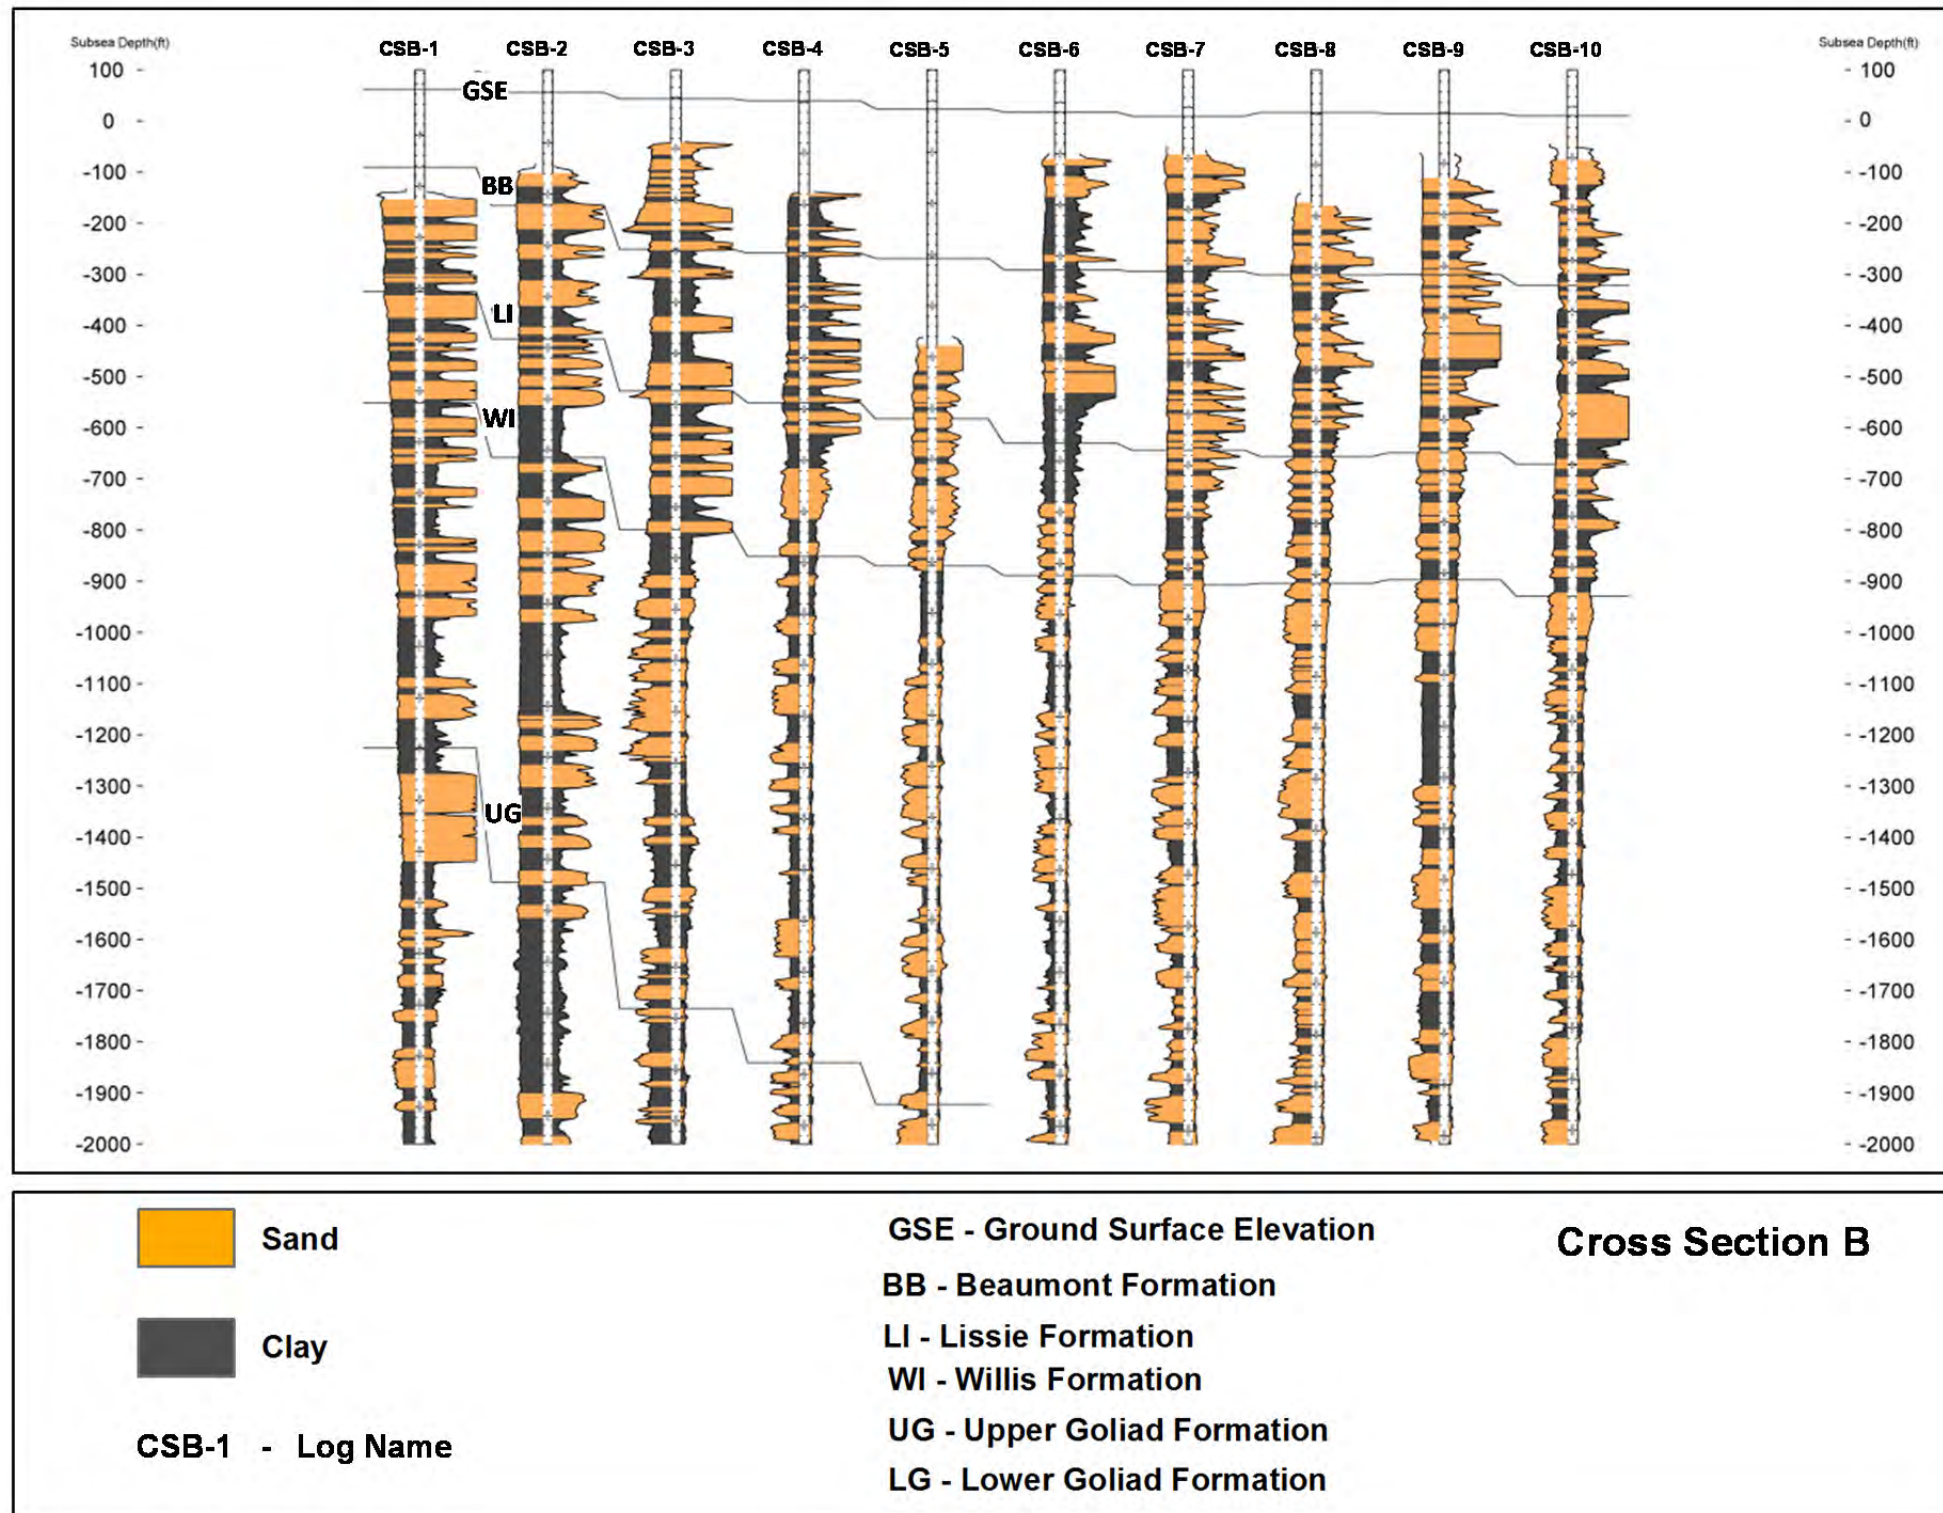 Subsea Depth(ft)
CSB-1 CSB-2 CSB-3 CSB-4 CSB-5 CSB-6 CSB-7 CSB-8 CSB-9 CSB-10
Subsea Depth(ft)
100 - - 100
GSE
0 - - 0
-100 - - -100
BB
-200 - - -200
-300 - - -300
LI
-400 - - -400
-500 - - -500
WI
-600 - - -600
-700 - - -700
-800 - - -800
-900 - - -900
-1000 - - -1000
-1100 - - -1100
-1200 - - -1200
-1300 - - -1300
UG
-1400 - - -1400
-1500 - - -1500
-1600 - - -1600
-1700 - - -1700
-1800 - - -1800
-1900 - - -1900
-2000 - - -2000
Sand
Clay
CSB-1 - Log Name
GSE - Ground Surface Elevation
BB - Beaumont Formation
LI - Lissie Formation
WI - Willis Formation
UG - Upper Goliad Formation
LG - Lower Goliad Formation
Cross Section B